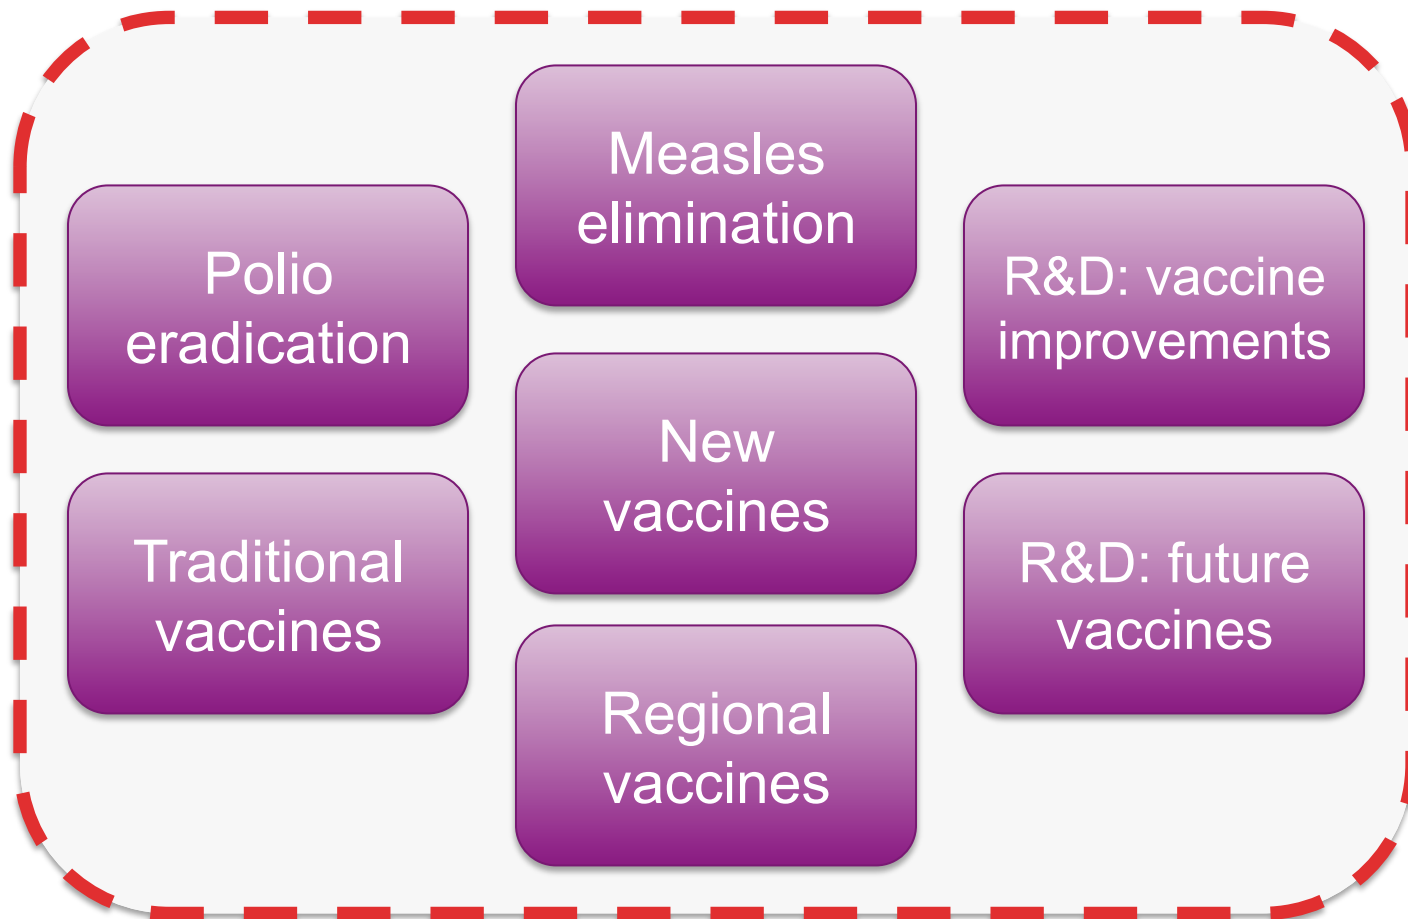 Polio
eradication
Traditional
vaccines
Measles
elimination
New
vaccines
Regional
vaccines
R&D: vaccine
improvements
R&D: future
vaccines